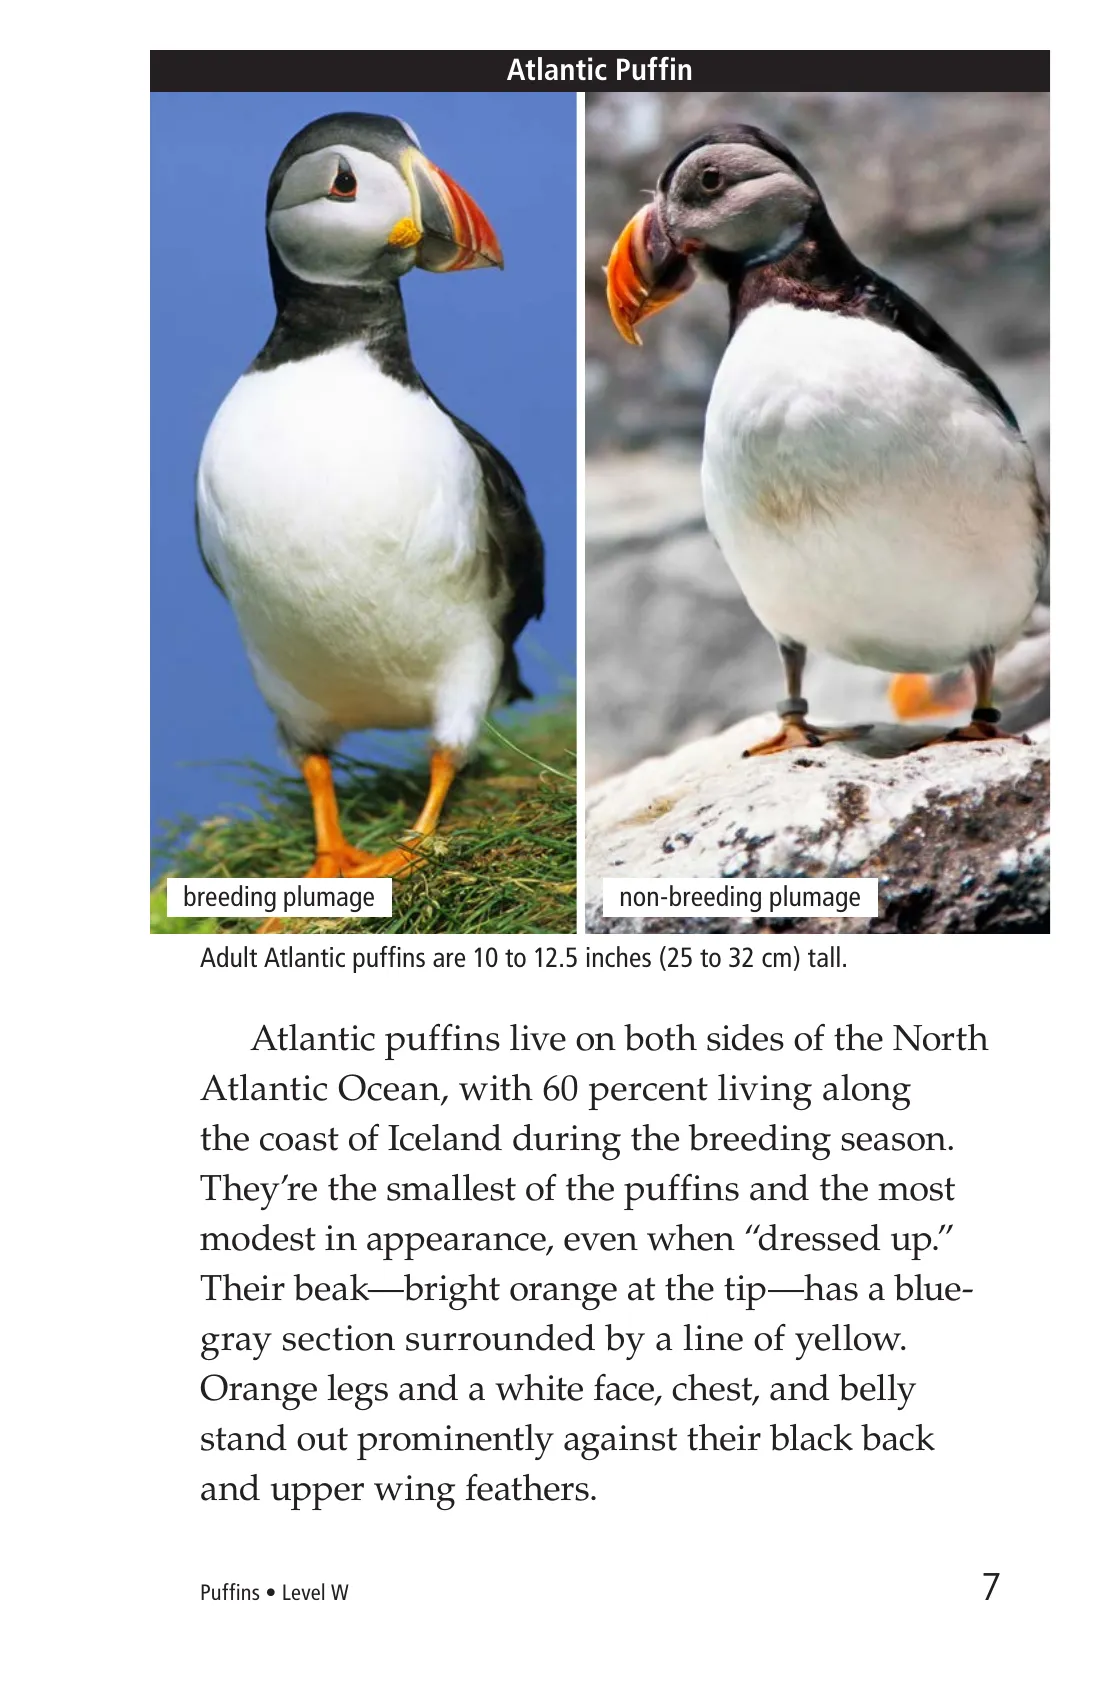 Atlantic Puffin
breeding plumage
non-breeding plumage
Adult Atlantic puffins are 10 to 12.5 inches (25 to 32 cm) tall.
Atlantic puffins live on both sides of the North
Atlantic Ocean, with 60 percent living along
the coast of Iceland during the breeding season.
They’re the smallest of the puffins and the most
modest in appearance, even when “dressed up.”
Their beak—bright orange at the tip—has a blue-
gray section surrounded by a line of yellow.
Orange legs and a white face, chest, and belly
stand out prominently against their black back
and upper wing feathers.
Puffins • Level W
7